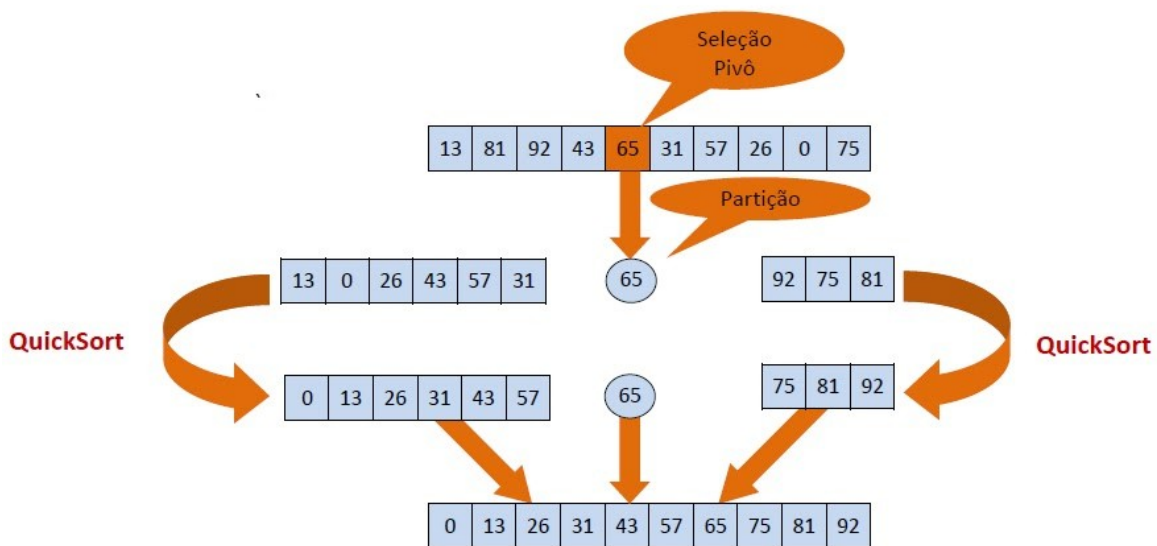 Seleção
Pivô
13 81 92 43 65 31 57 26 0 75
Partição
13 0 26 43 57 31
65
92 75 81
QuickSort
QuickSort
0 13 26 31 43 57
65
75 81 92
0 13 26 31 43 57 65 75 81 92